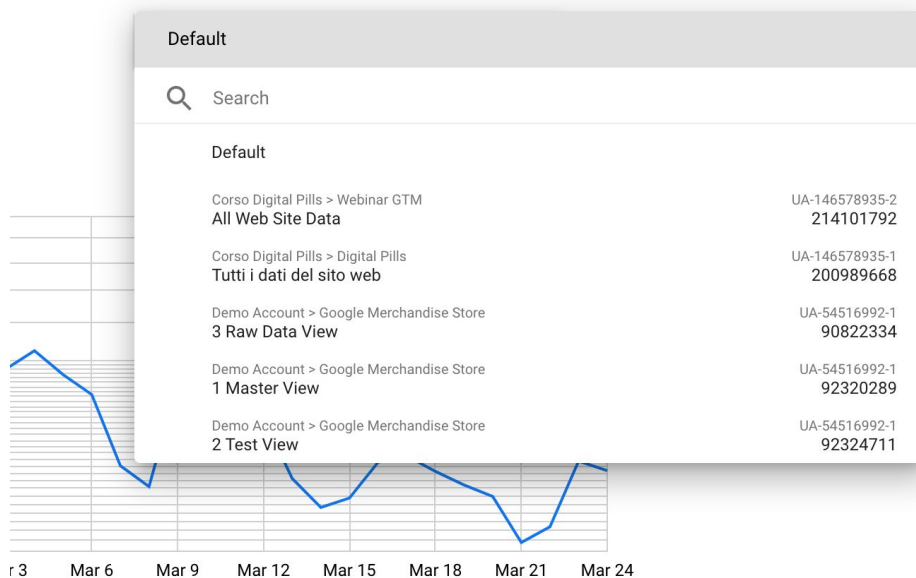 Default
Search
Default
Corso Digital Pills > Webinar GTM UA-146578935-2
All Web Site Data 214101792
Corso Digital Pills > Digital Pills UA-146578935-1
Tutti i dati del sito web 200989668
Demo Account > Google Merchandise Store UA-54516992-1
3 Raw Data View 90822334
Demo Account > Google Merchandise Store UA-54516992-1
1 Master View 92320289
Demo Account > Google Merchandise Store UA-54516992-1
2 Test View 92324711
r 3 Mar 6 Mar 9 Mar 12 Mar 15 Mar 18 Mar 21 Mar 24